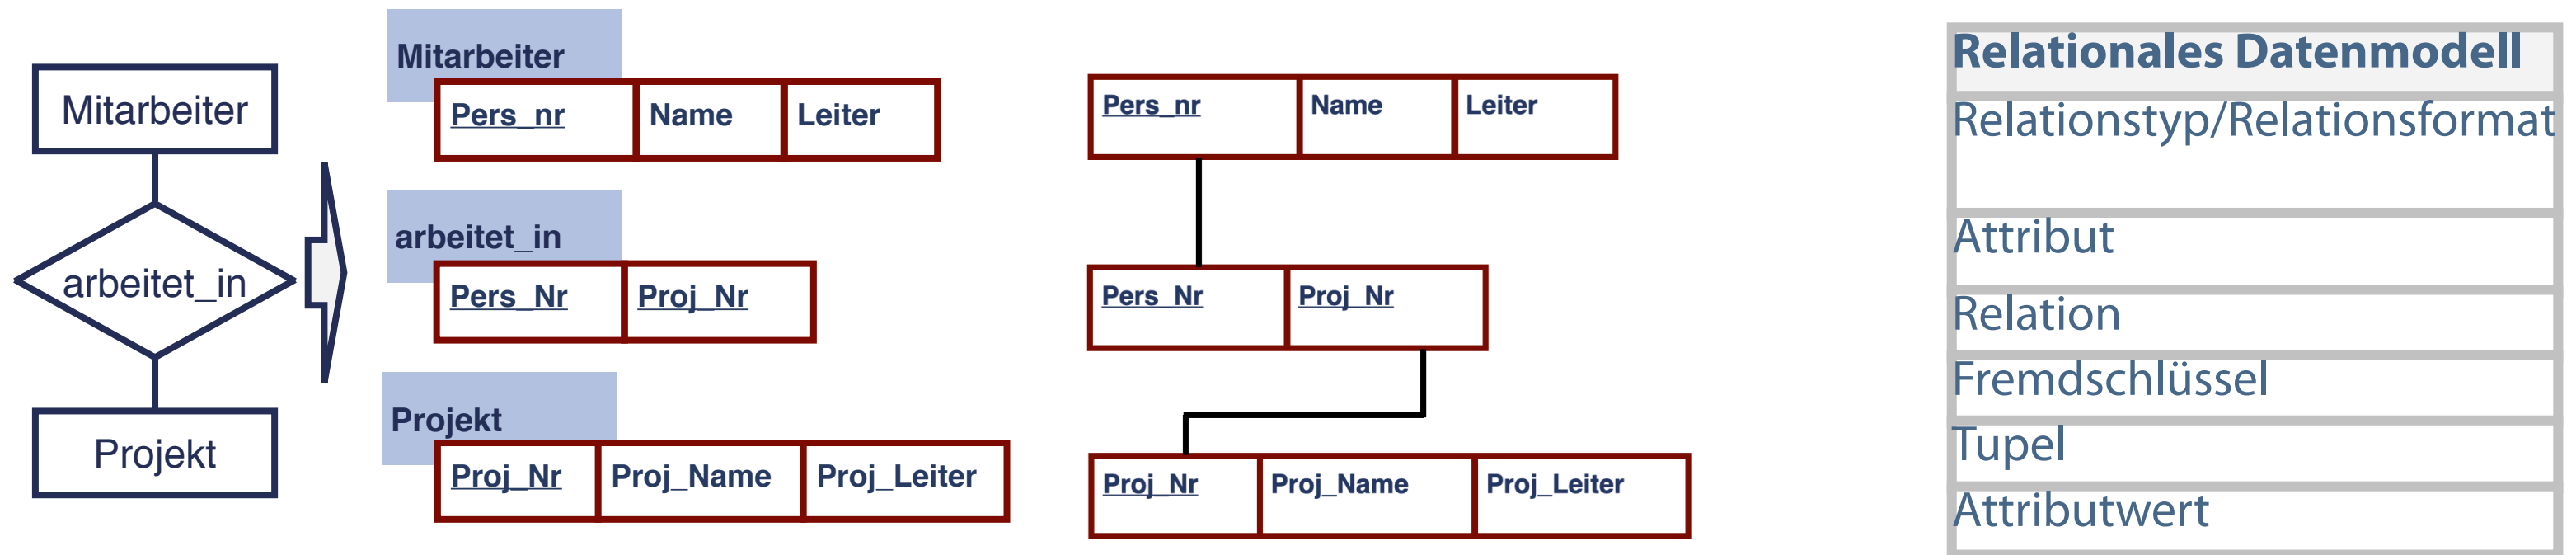 Mitarbeiter
arbeitet_in
Projekt
Mitarbeiter
Pers_nr Name Leiter
arbeitet_in
Pers_Nr Proj_Nr
Projekt
Proj_Nr Proj_Name Proj_Leiter
Pers_nr Name Leiter
Pers_Nr Proj_Nr
Proj_Nr Proj_Name Proj_Leiter
Relationales Datenmodell
Relationstyp/Relationsformat
Attribut
Relation
Fremdschlüssel
Tupel
Attributwert